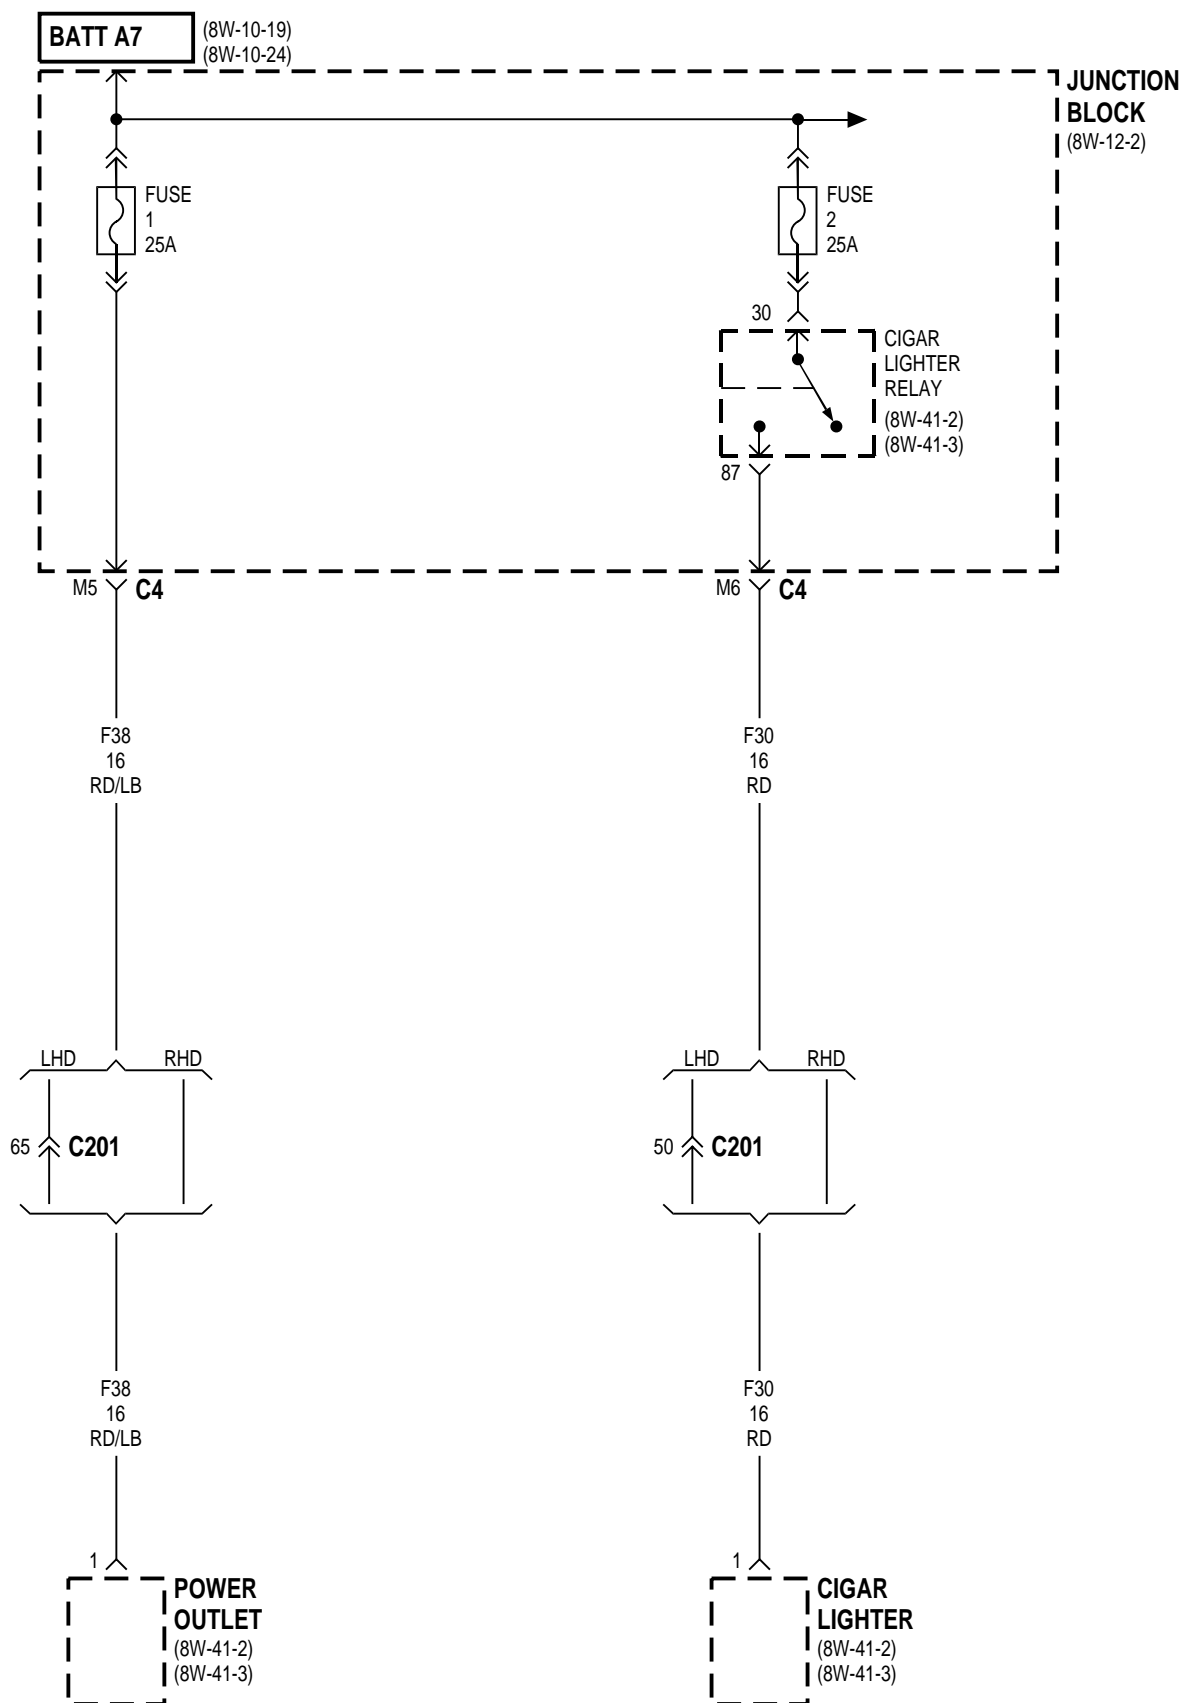 BATT A7
(8W-10-19)
(8W-10-24)
JUNCTION
BLOCK
(8W-12-2)
FUSE
1
25A
FUSE
2
25A
30
CIGAR
LIGHTER
RELAY
(8W-41-2)
(8W-41-3)
87
M5 C4
M6 C4
F38
16
RD/LB
F30
16
RD
LHD RHD
LHD RHD
65 C201
50 C201
F38
16
RD/LB
F30
16
RD
1
POWER
OUTLET
(8W-41-2)
(8W-41-3)
1
CIGAR
LIGHTER
(8W-41-2)
(8W-41-3)